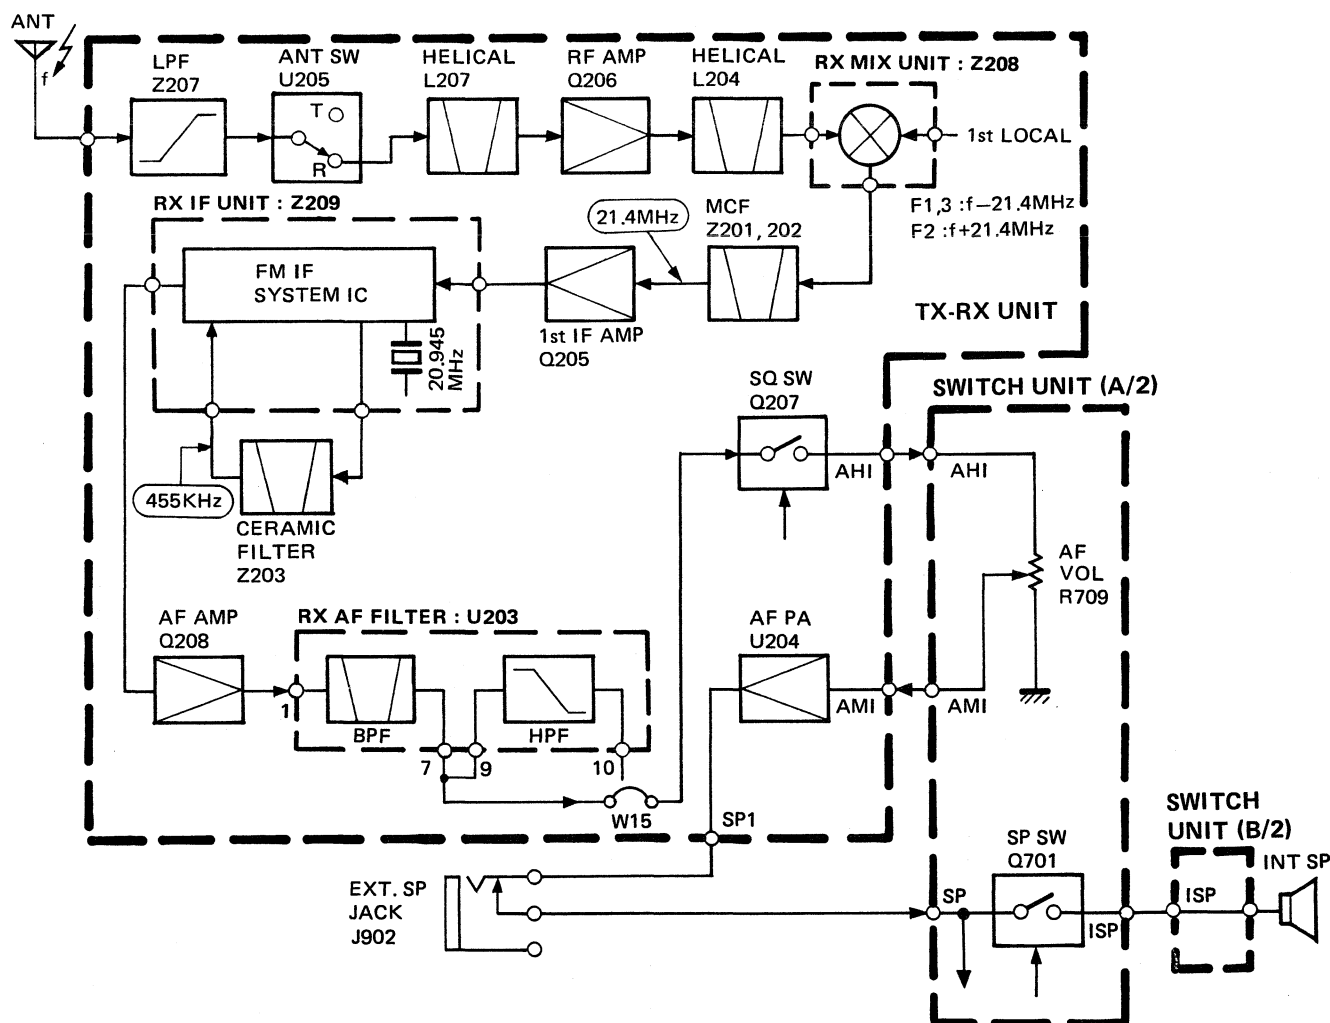 ANT
f
LPF
Z207
ANT SW
U205
T
R
HELICAL
L207
RF AMP
Q206
HELICAL
L204
RX MIX UNIT : Z208
1st LOCAL
F1,3 :f−21.4MHz
F2 :f+21.4MHz
RX IF UNIT : Z209
FM IF
SYSTEM IC
20.945
MHz
21.4MHz
MCF
Z201, 202
1st IF AMP
Q205
TX-RX UNIT
455KHz
CERAMIC
FILTER
Z203
SQ SW
Q207
AHI
SWITCH UNIT (A/2)
AHI
AF
VOL
R709
AF AMP
Q208
RX AF FILTER : U203
1
BPF
HPF
7
9
10
W15
AF PA
U204
AMI
AMI
SP1
EXT. SP
JACK
J902
SP
SP SW
Q701
ISP
SWITCH
UNIT (B/2)
ISP
INT SP